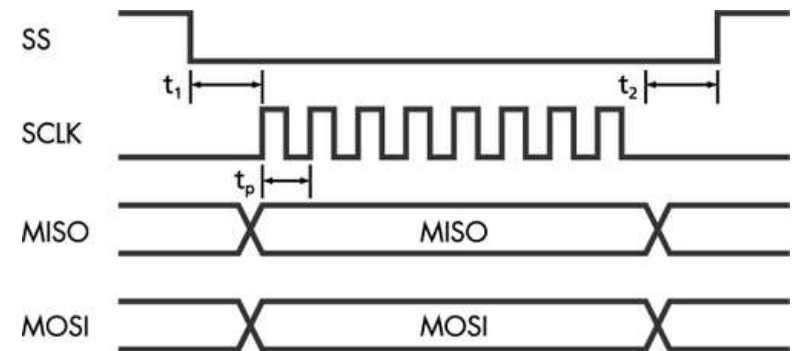 SS
t₁ t₂
SCLK
tₚ
MISO MISO
MOSI MOSI